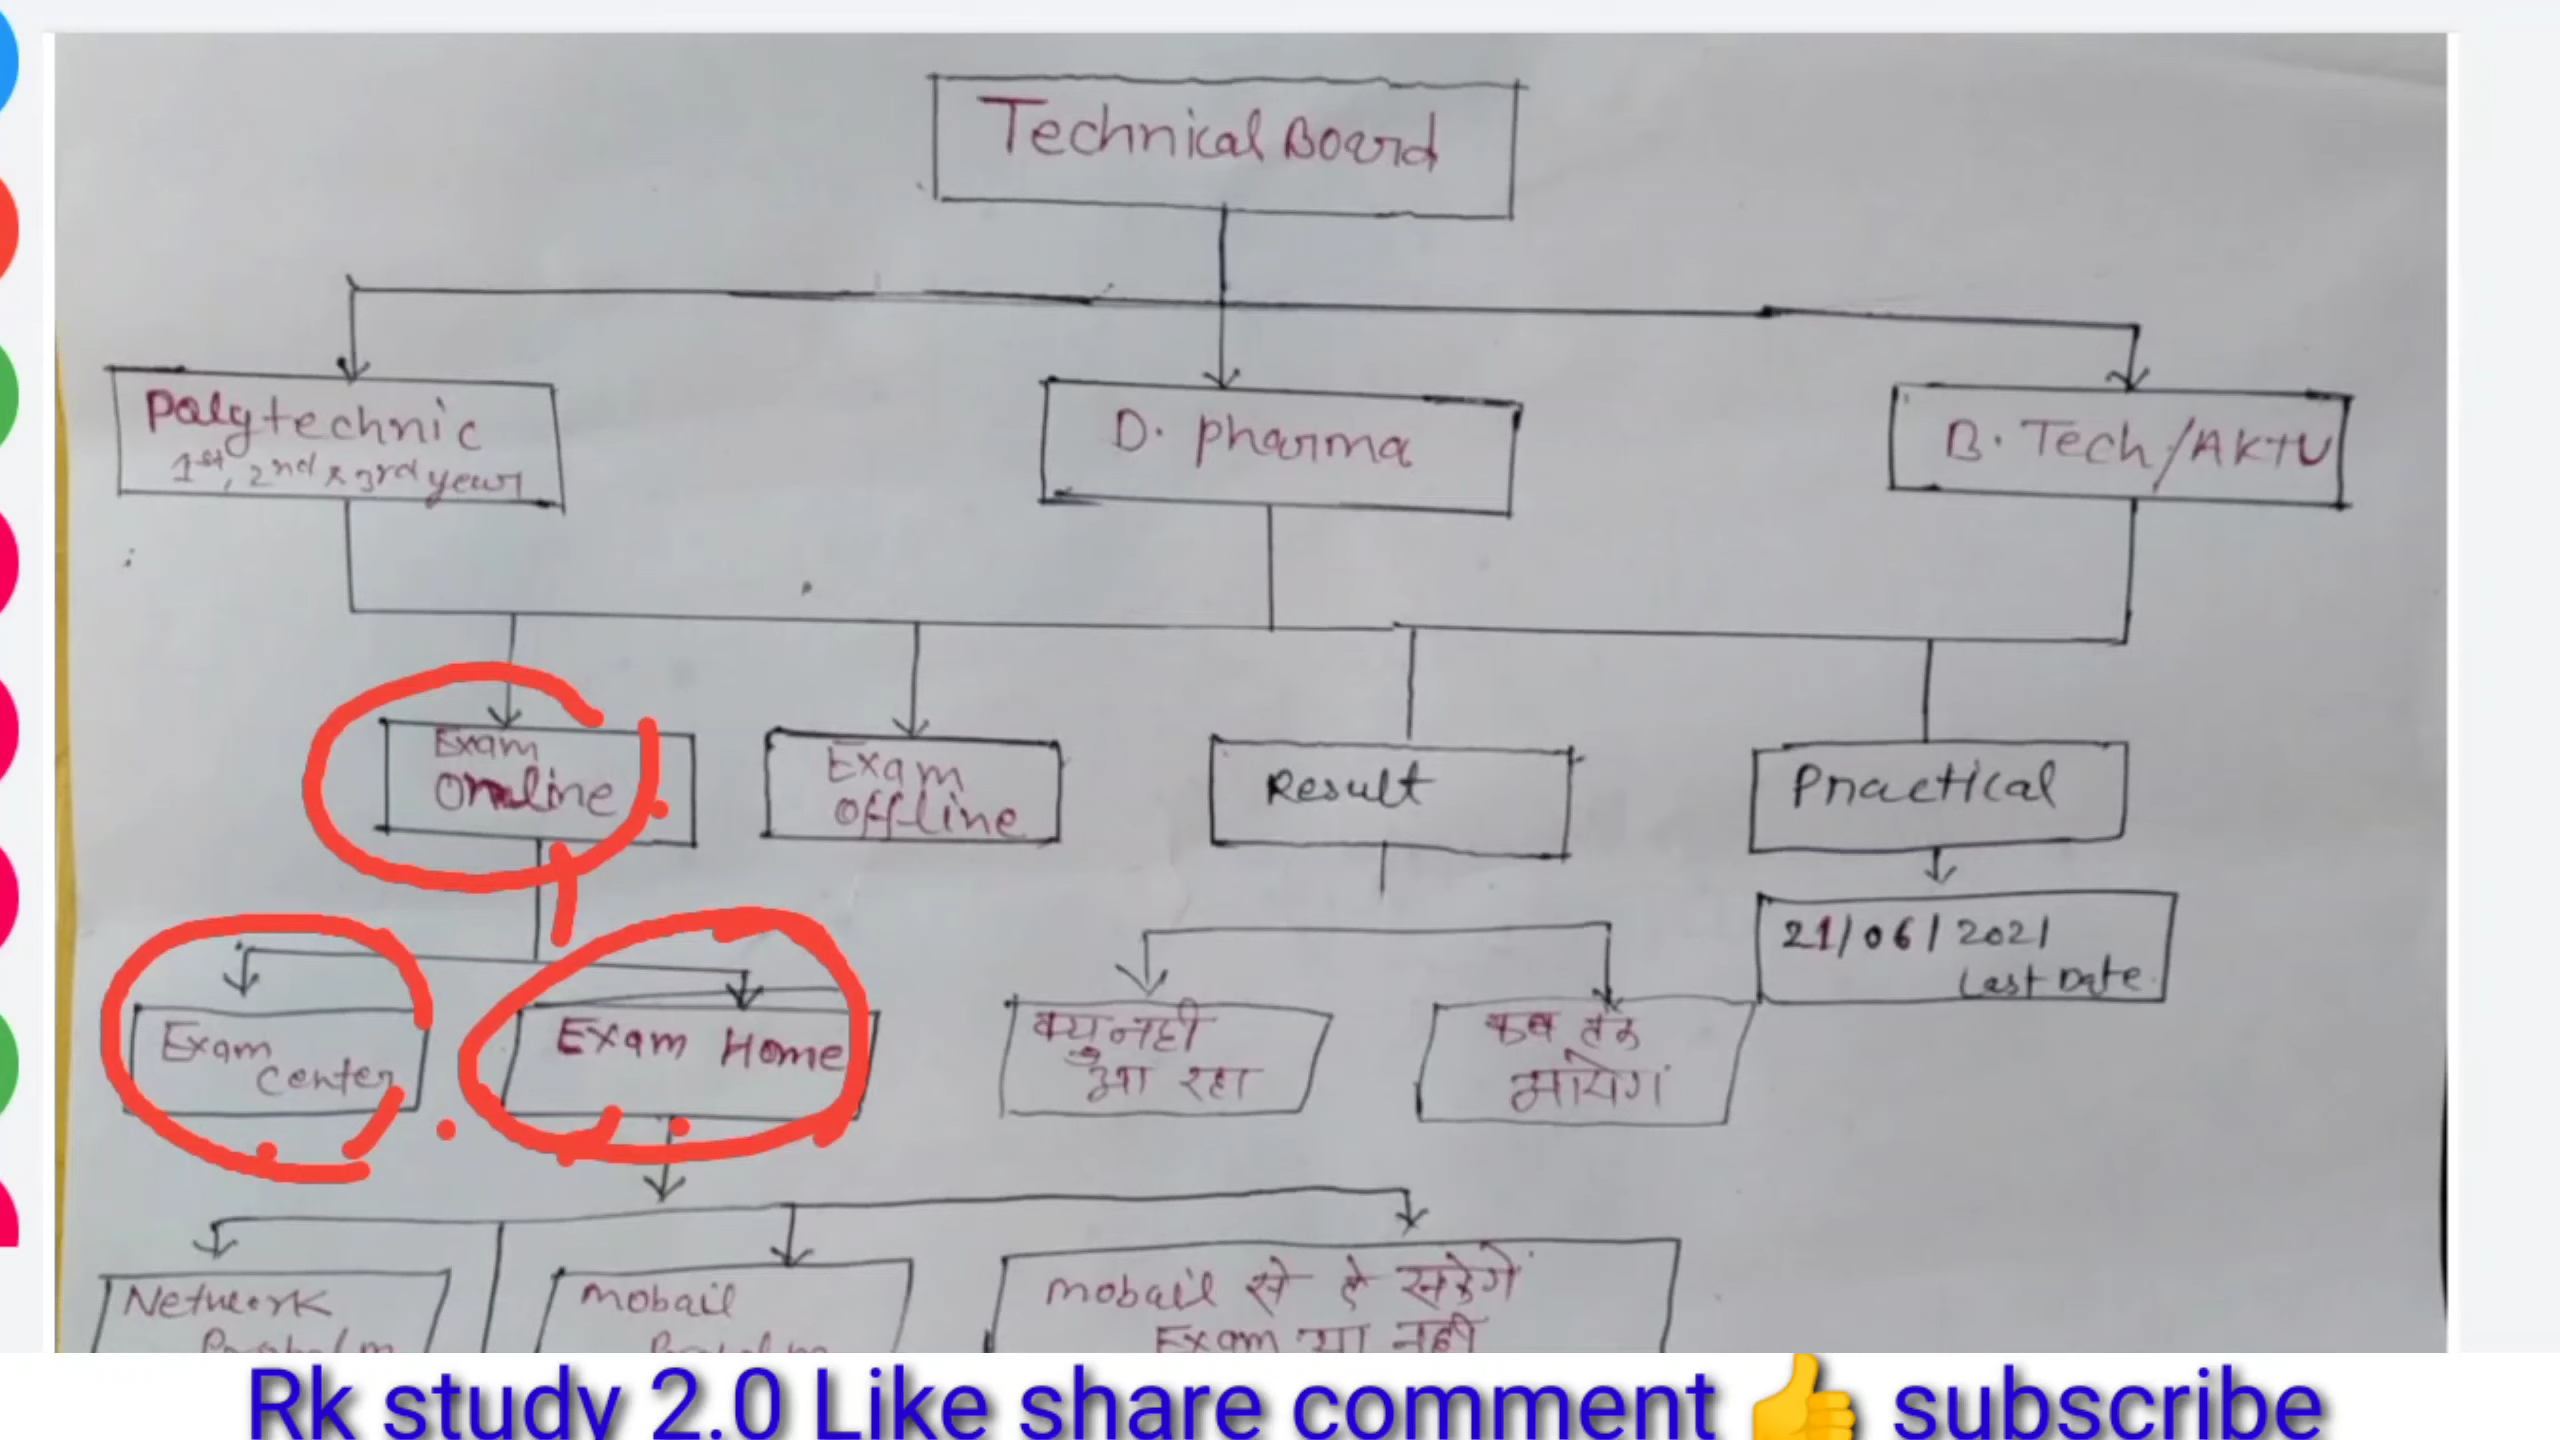 Technical Board
Polytechnic
1st, 2nd & 3rd year
D. pharma
B. Tech/AKTU
Exam
Online
Exam
Offline
Result
Practical
21/06/2021
Last Date
Exam
Center
Exam Home
क्यु नही
आ रहा
कब तक
आयेगा
Network
Mobail
Mobail से दे सकेगें
Exam या नही
Rk study 2.0 Like share comment 👍 subscribe